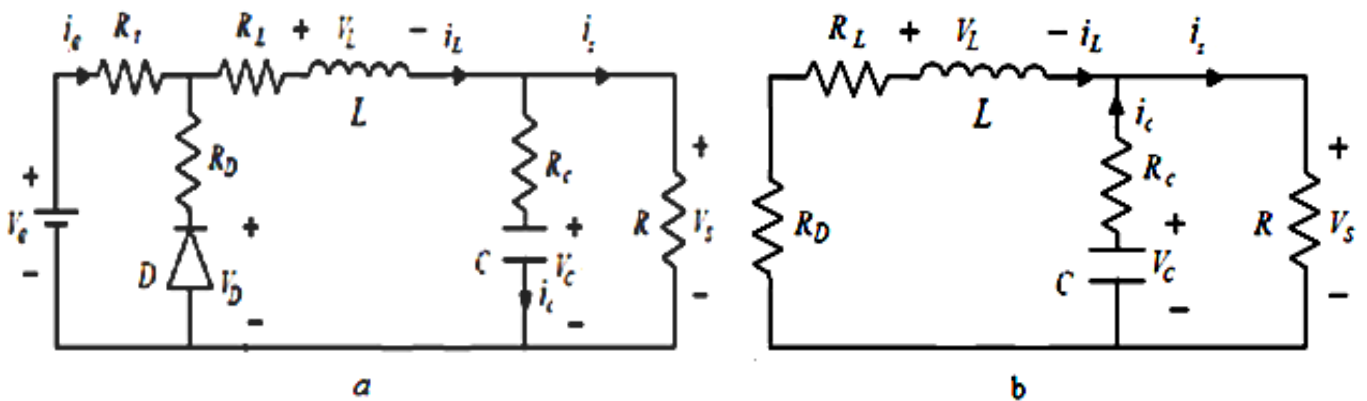 i_e R_t R_L + V_L - i_L i_s
L
R_D R_c
+ + + +
V_e D V_D C V_C R V_s
- - i_c - -
a
R_L + V_L - i_L i_s
L i_c
R_D R_c + +
C V_C R V_s
- -
b